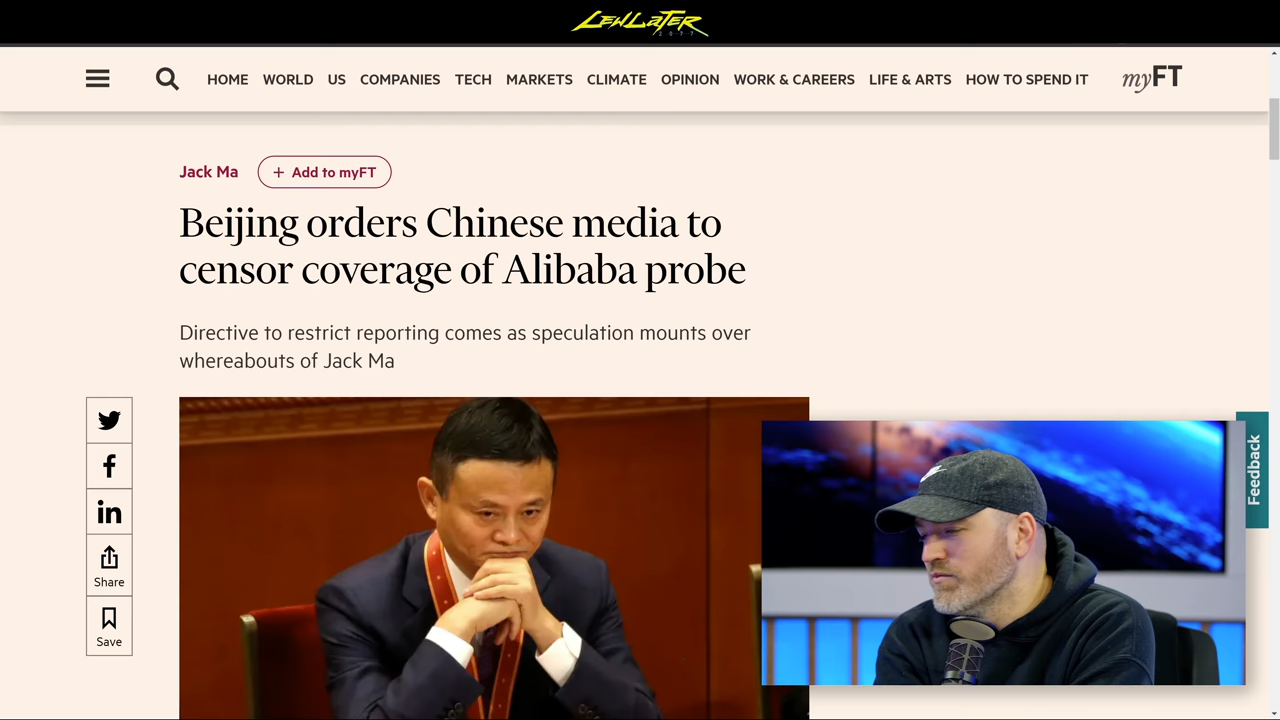 LEWLATER
2077
HOME WORLD US COMPANIES TECH MARKETS CLIMATE OPINION WORK & CAREERS LIFE & ARTS HOW TO SPEND IT myFT
Jack Ma + Add to myFT
Beijing orders Chinese media to
censor coverage of Alibaba probe
Directive to restrict reporting comes as speculation mounts over
whereabouts of Jack Ma
Share
Save
Feedback